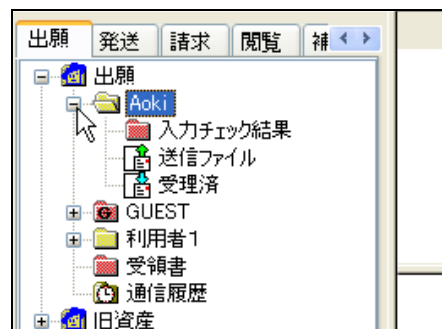 出願 発送 請求 閲覧 補
出願
Aoki
入力チェック結果
送信ファイル
受理済
GUEST
利用者1
受領書
通信履歴
旧資産